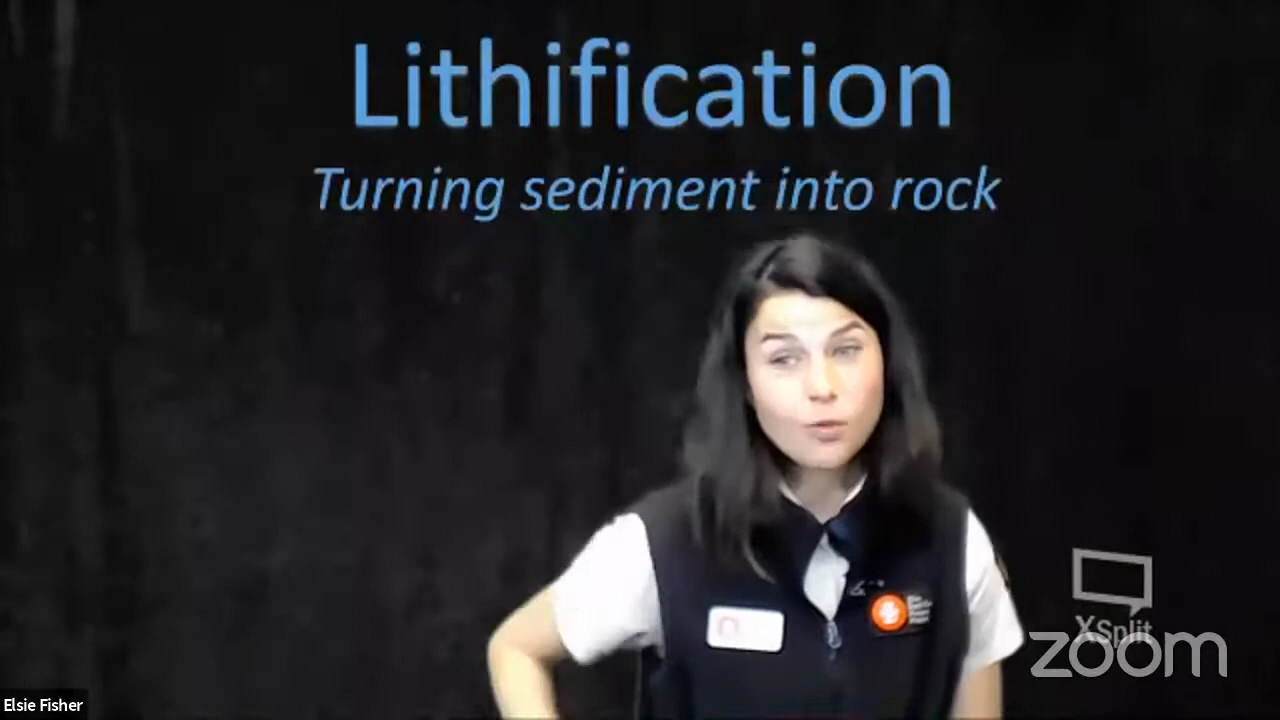 Lithification
Turning sediment into rock
XSplit
zoom
Elsie Fisher